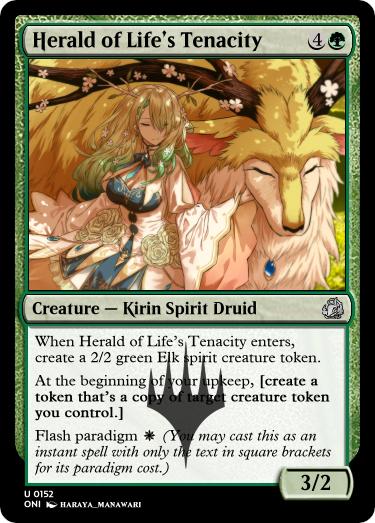 Herald of Life's Tenacity 4
Creature — Kirin Spirit Druid
When Herald of Life's Tenacity enters,
create a 2/2 green Elk spirit creature token.
At the beginning of your upkeep, [create a
token that's a copy of target creature token
you control.]
Flash paradigm ☀ (You may cast this as an
instant spell with only the text in square brackets
for its paradigm cost.)
3/2
U 0152
ONI HARAYA_MANAWARI